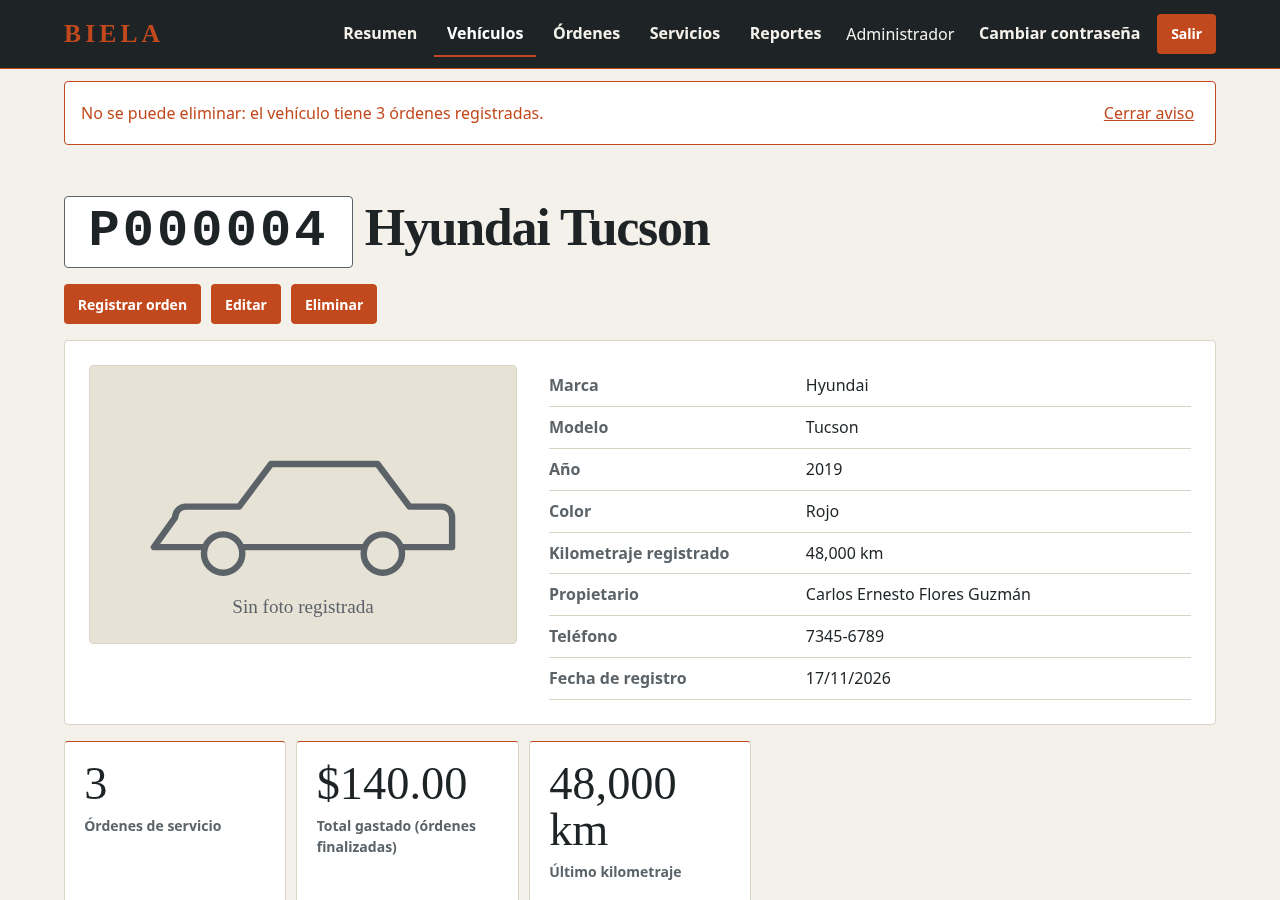 BIELA
Resumen
Vehículos
Órdenes
Servicios
Reportes
Administrador
Cambiar contraseña
Salir
No se puede eliminar: el vehículo tiene 3 órdenes registradas.
Cerrar aviso
P000004
Hyundai Tucson
Registrar orden
Editar
Eliminar
Sin foto registrada
Marca Hyundai
Modelo Tucson
Año 2019
Color Rojo
Kilometraje registrado 48,000 km
Propietario Carlos Ernesto Flores Guzmán
Teléfono 7345-6789
Fecha de registro 17/11/2026
3
Órdenes de servicio
$140.00
Total gastado (órdenes
finalizadas)
48,000
km
Último kilometraje